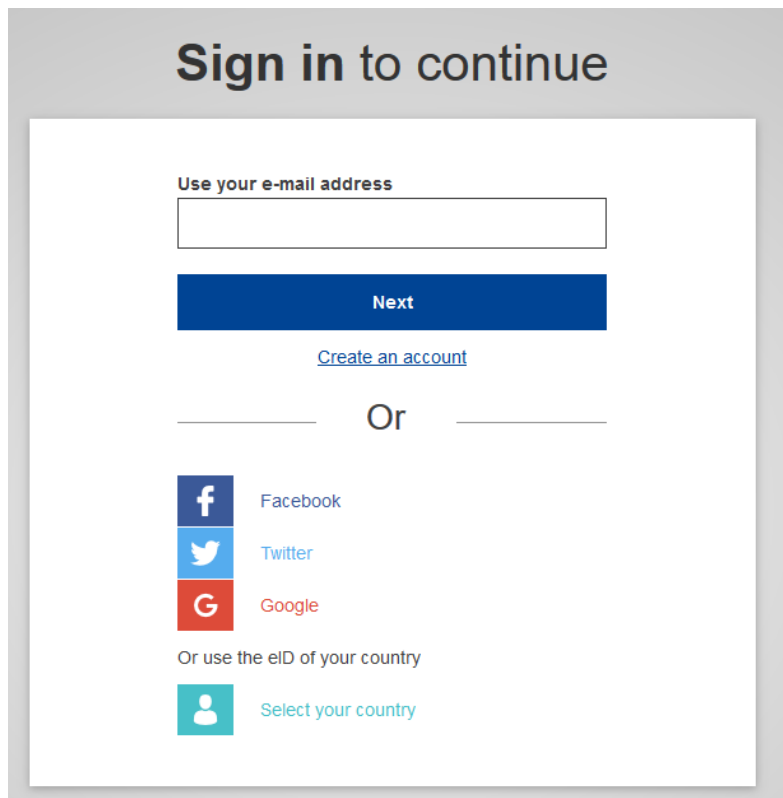 Sign in to continue
Use your e-mail address
Next
Create an account
Or
Facebook
Twitter
Google
Or use the eID of your country
Select your country